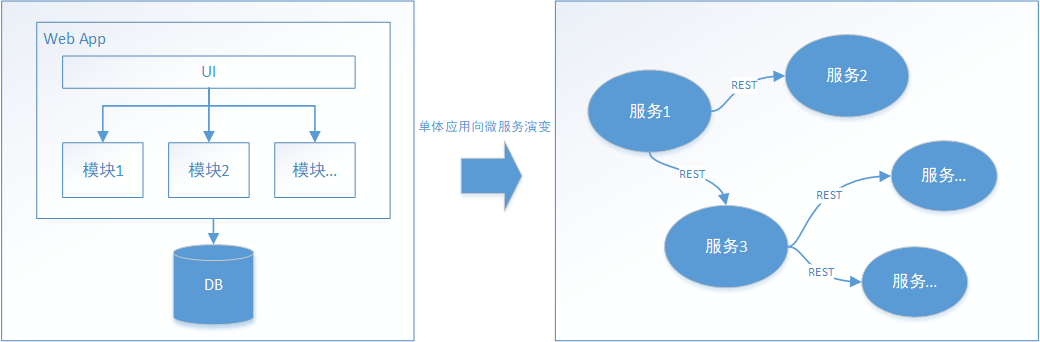 Web App
UI
模块1
模块2
模块...
DB
单体应用向微服务演变
服务1
REST
服务2
REST
服务3
REST
服务...
REST
服务...